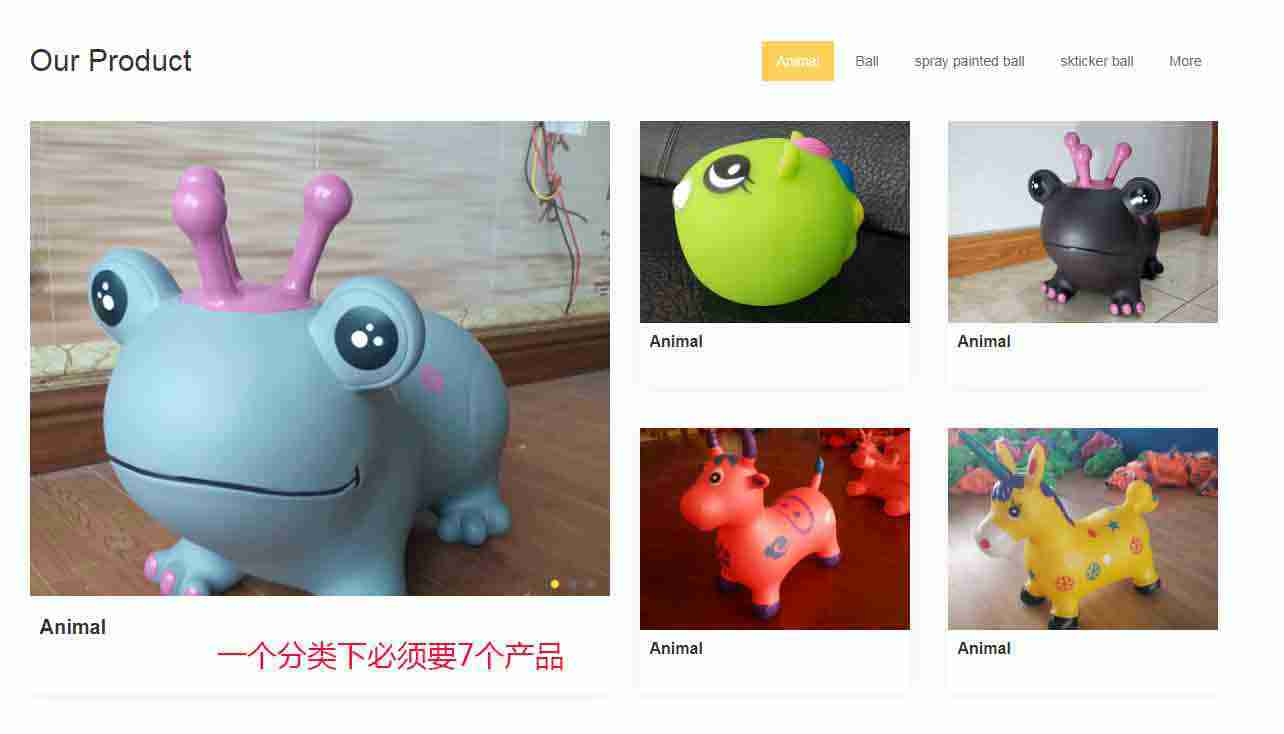 Our Product
Animal
Ball
spray painted ball
skticker ball
More
Animal
Animal
Animal
一个分类下必须要7个产品
Animal
Animal